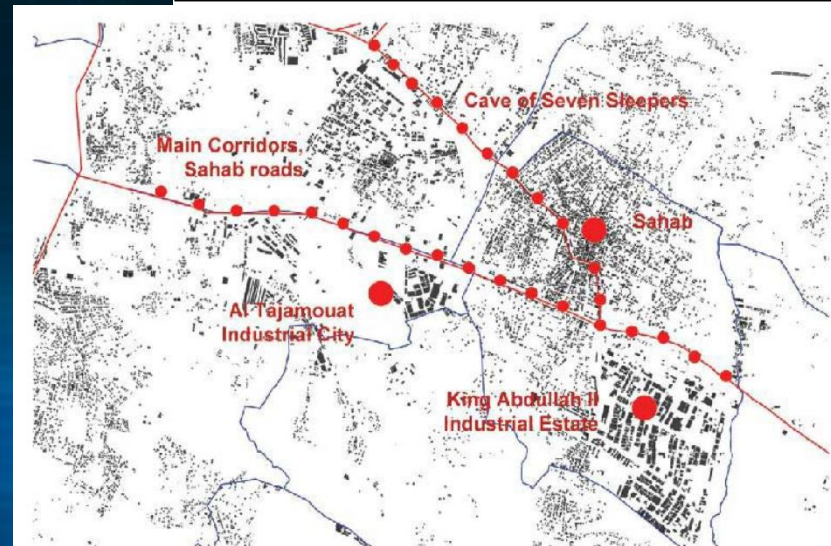 Cave of Seven Sleepers
Main Corridors,
Sahab roads
Sahab
Al Tajamouat
Industrial City
King Abdullah II
Industrial Estate